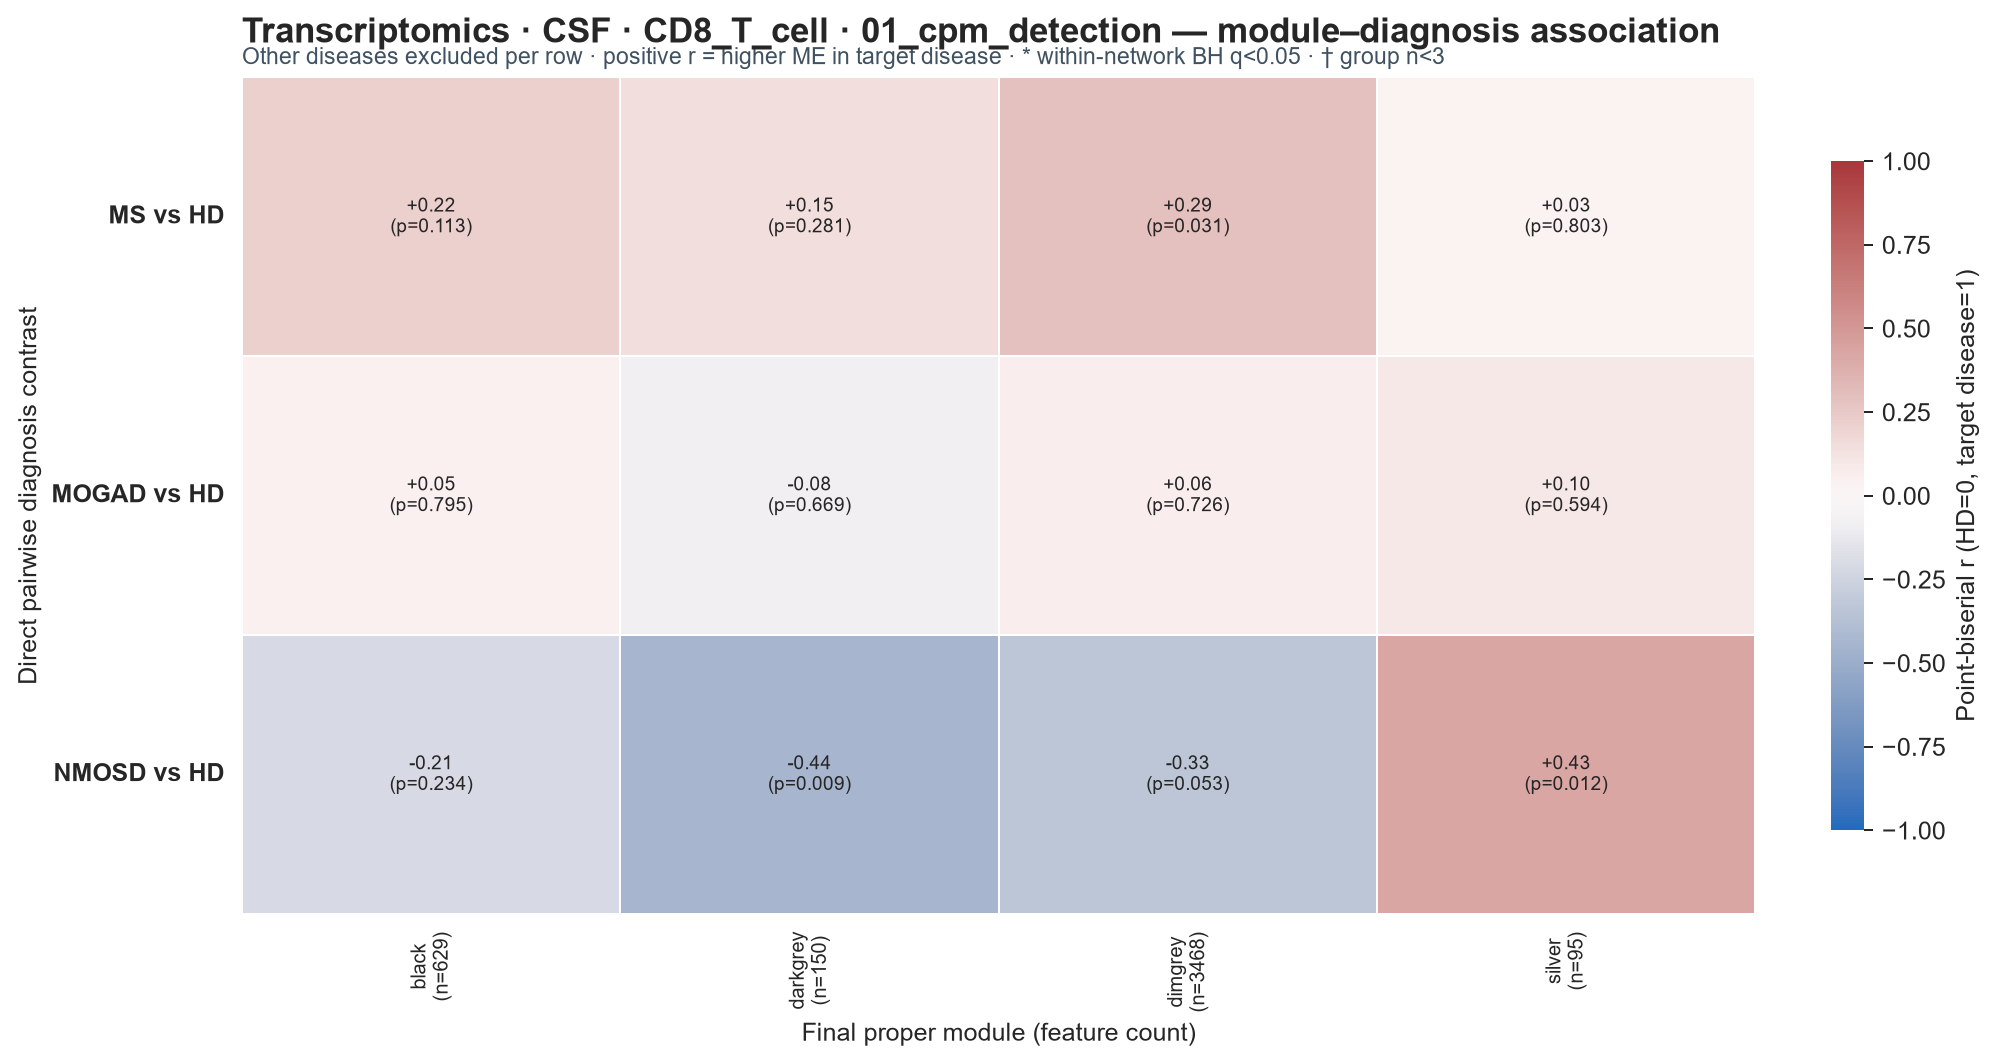 Transcriptomics · CSF · CD8_T_cell · 01_cpm_detection — module–diagnosis association
Other diseases excluded per row · positive r = higher ME in target disease · * within-network BH q<0.05 · † group n<3
Direct pairwise diagnosis contrast
MS vs HD
+0.22
(p=0.113)
+0.15
(p=0.281)
+0.29
(p=0.031)
+0.03
(p=0.803)
MOGAD vs HD
+0.05
(p=0.795)
-0.08
(p=0.669)
+0.06
(p=0.726)
+0.10
(p=0.594)
NMOSD vs HD
-0.21
(p=0.234)
-0.44
(p=0.009)
-0.33
(p=0.053)
+0.43
(p=0.012)
black
(n=629)
darkgrey
(n=150)
dimgrey
(n=3468)
silver
(n=95)
Final proper module (feature count)
1.00
0.75
0.50
0.25
0.00
−0.25
−0.50
−0.75
−1.00
Point-biserial r (HD=0, target disease=1)